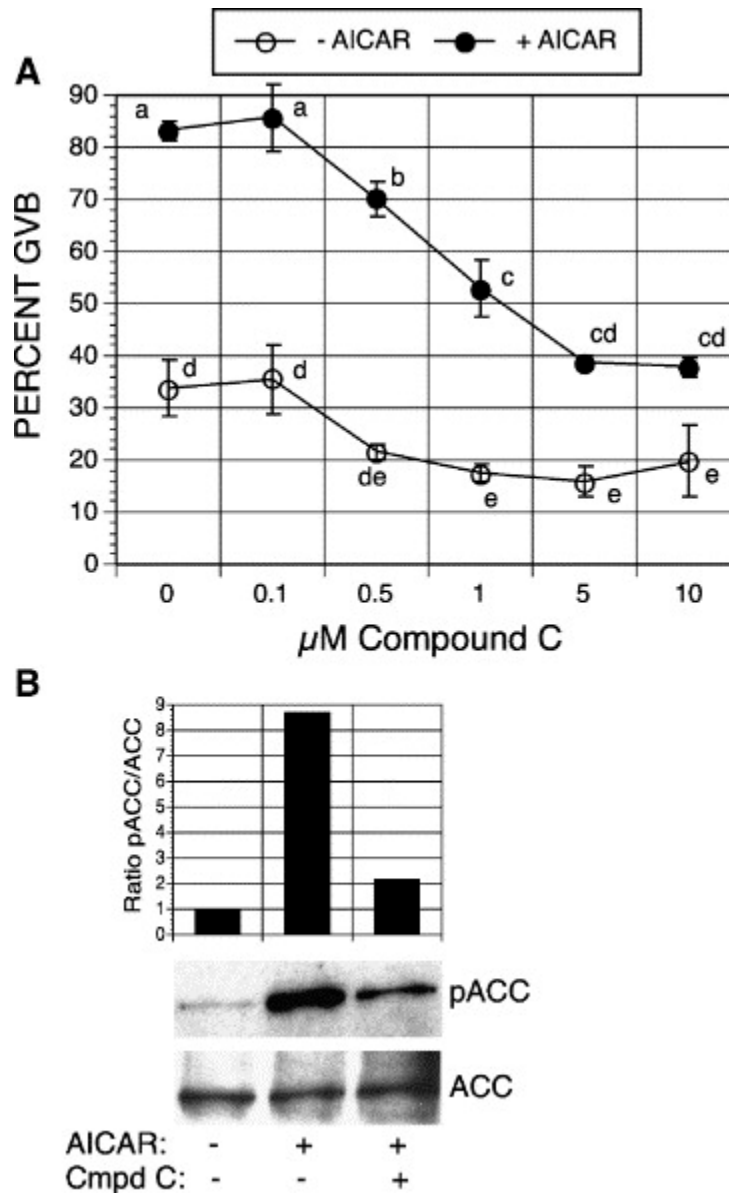 - AICAR + AICAR
A
90
80
70
60
50
40
30
20
10
0
PERCENT GVB
a a b c cd cd
d d de e e e
0 0.1 0.5 1 5 10
µM Compound C
B
9
8
7
6
5
4
3
2
1
0
Ratio pACC/ACC
pACC
ACC
AICAR: - + +
Cmpd C: - - +